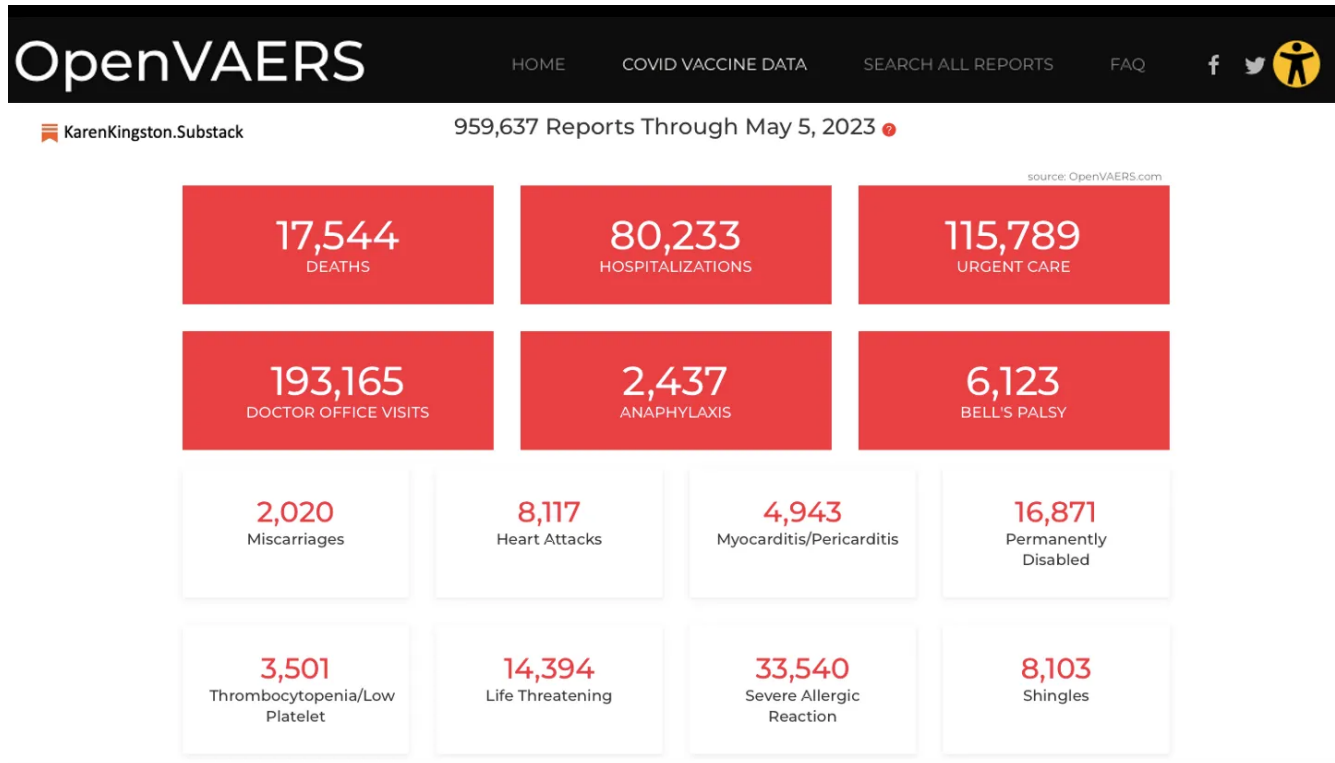 OpenVAERS
HOME
COVID VACCINE DATA
SEARCH ALL REPORTS
FAQ
KarenKingston.Substack
959,637 Reports Through May 5, 2023 ?
source: OpenVAERS.com
17,544
DEATHS
80,233
HOSPITALIZATIONS
115,789
URGENT CARE
193,165
DOCTOR OFFICE VISITS
2,437
ANAPHYLAXIS
6,123
BELL'S PALSY
2,020
Miscarriages
8,117
Heart Attacks
4,943
Myocarditis/Pericarditis
16,871
Permanently
Disabled
3,501
Thrombocytopenia/Low
Platelet
14,394
Life Threatening
33,540
Severe Allergic
Reaction
8,103
Shingles